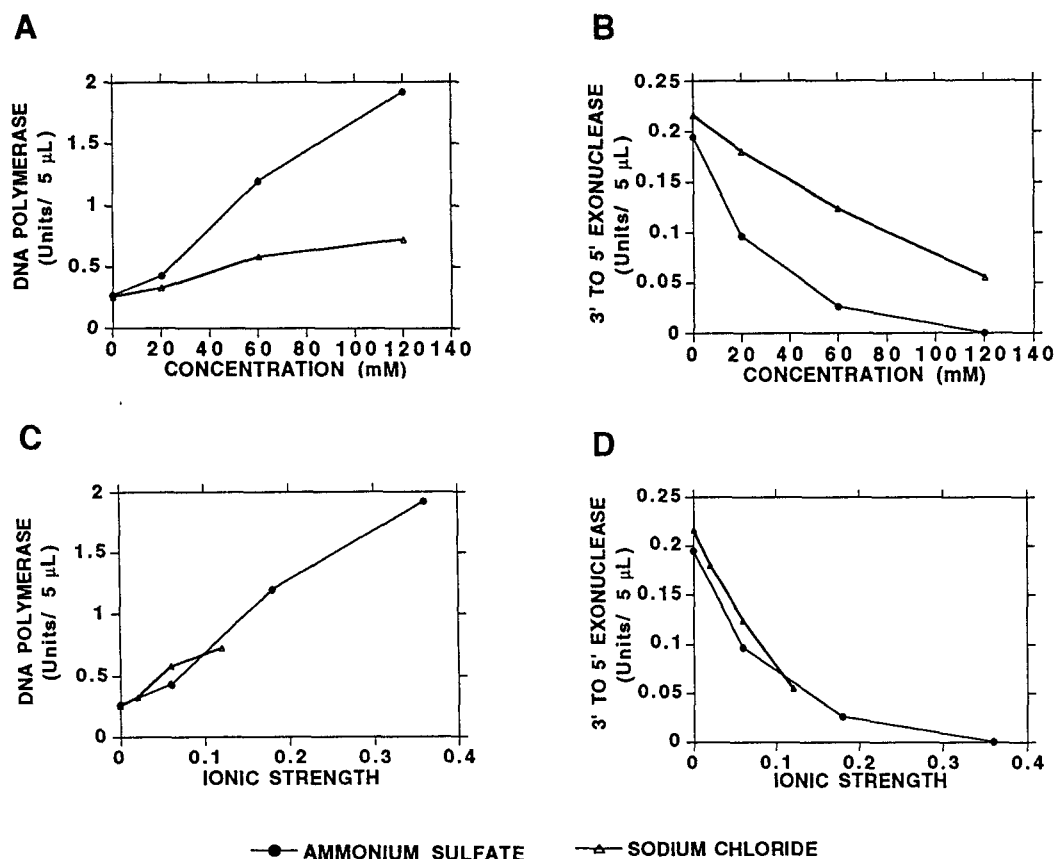 A
DNA POLYMERASE
(Units/ 5 µL)
2
1.5
1
0.5
0
0 20 40 60 80 100 120 140
CONCENTRATION (mM)
B
3' TO 5' EXONUCLEASE
(Units/ 5 µL)
0.25
0.2
0.15
0.1
0.05
0
0 20 40 60 80 100 120 140
CONCENTRATION (mM)
C
DNA POLYMERASE
(Units/ 5 µL)
2
1.5
1
0.5
0
0 0.1 0.2 0.3 0.4
IONIC STRENGTH
D
3' TO 5' EXONUCLEASE
(Units/ 5 µL)
0.25
0.2
0.15
0.1
0.05
0
0 0.1 0.2 0.3 0.4
IONIC STRENGTH
AMMONIUM SULFATE
SODIUM CHLORIDE